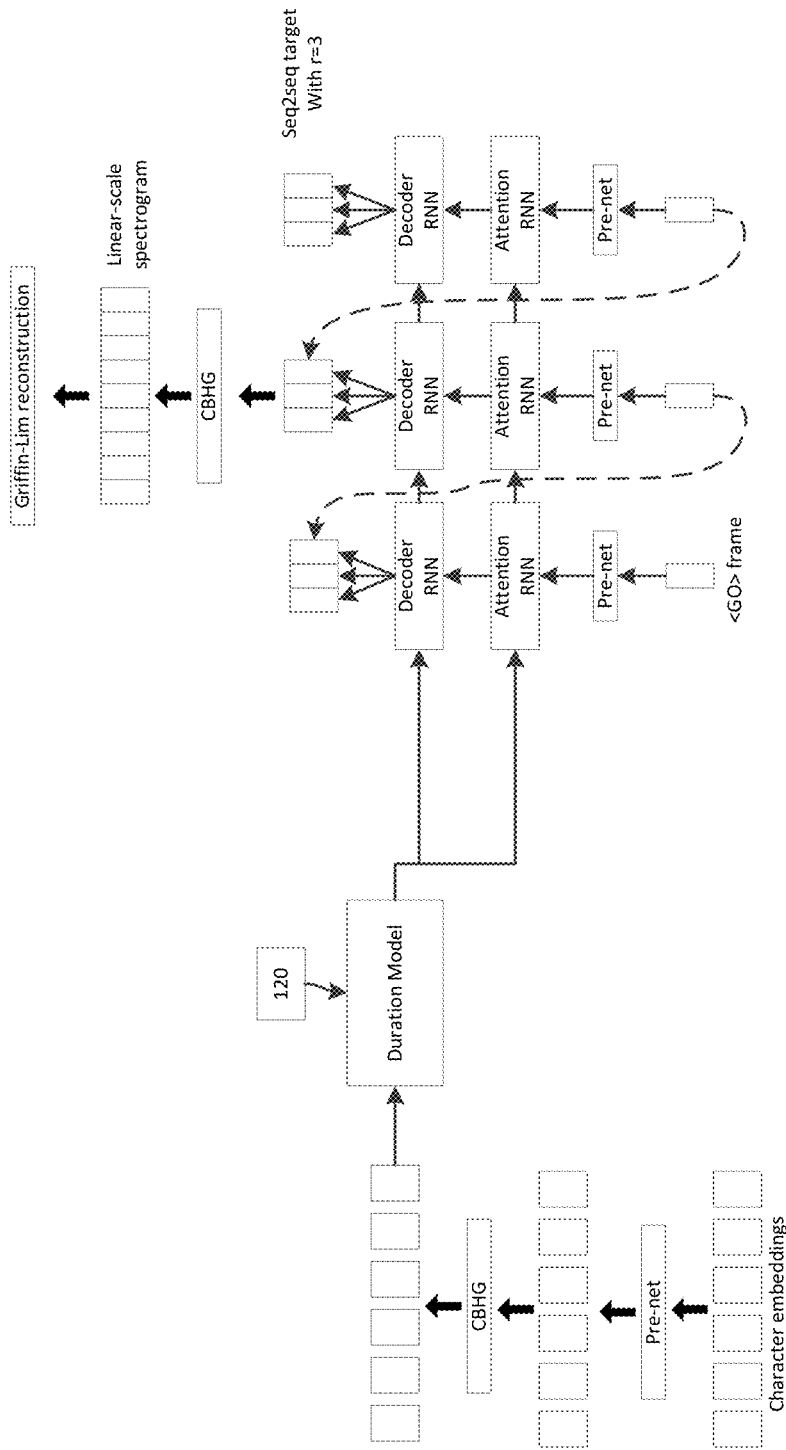 Griffin-Lim reconstruction
Linear-scale
spectrogram
CBHG
Seq2seq target
With r=3
Decoder
RNN
Decoder
RNN
Decoder
RNN
Attention
RNN
Attention
RNN
Attention
RNN
Pre-net
Pre-net
Pre-net
<GO> frame
120
Duration Model
CBHG
Pre-net
Character embeddings